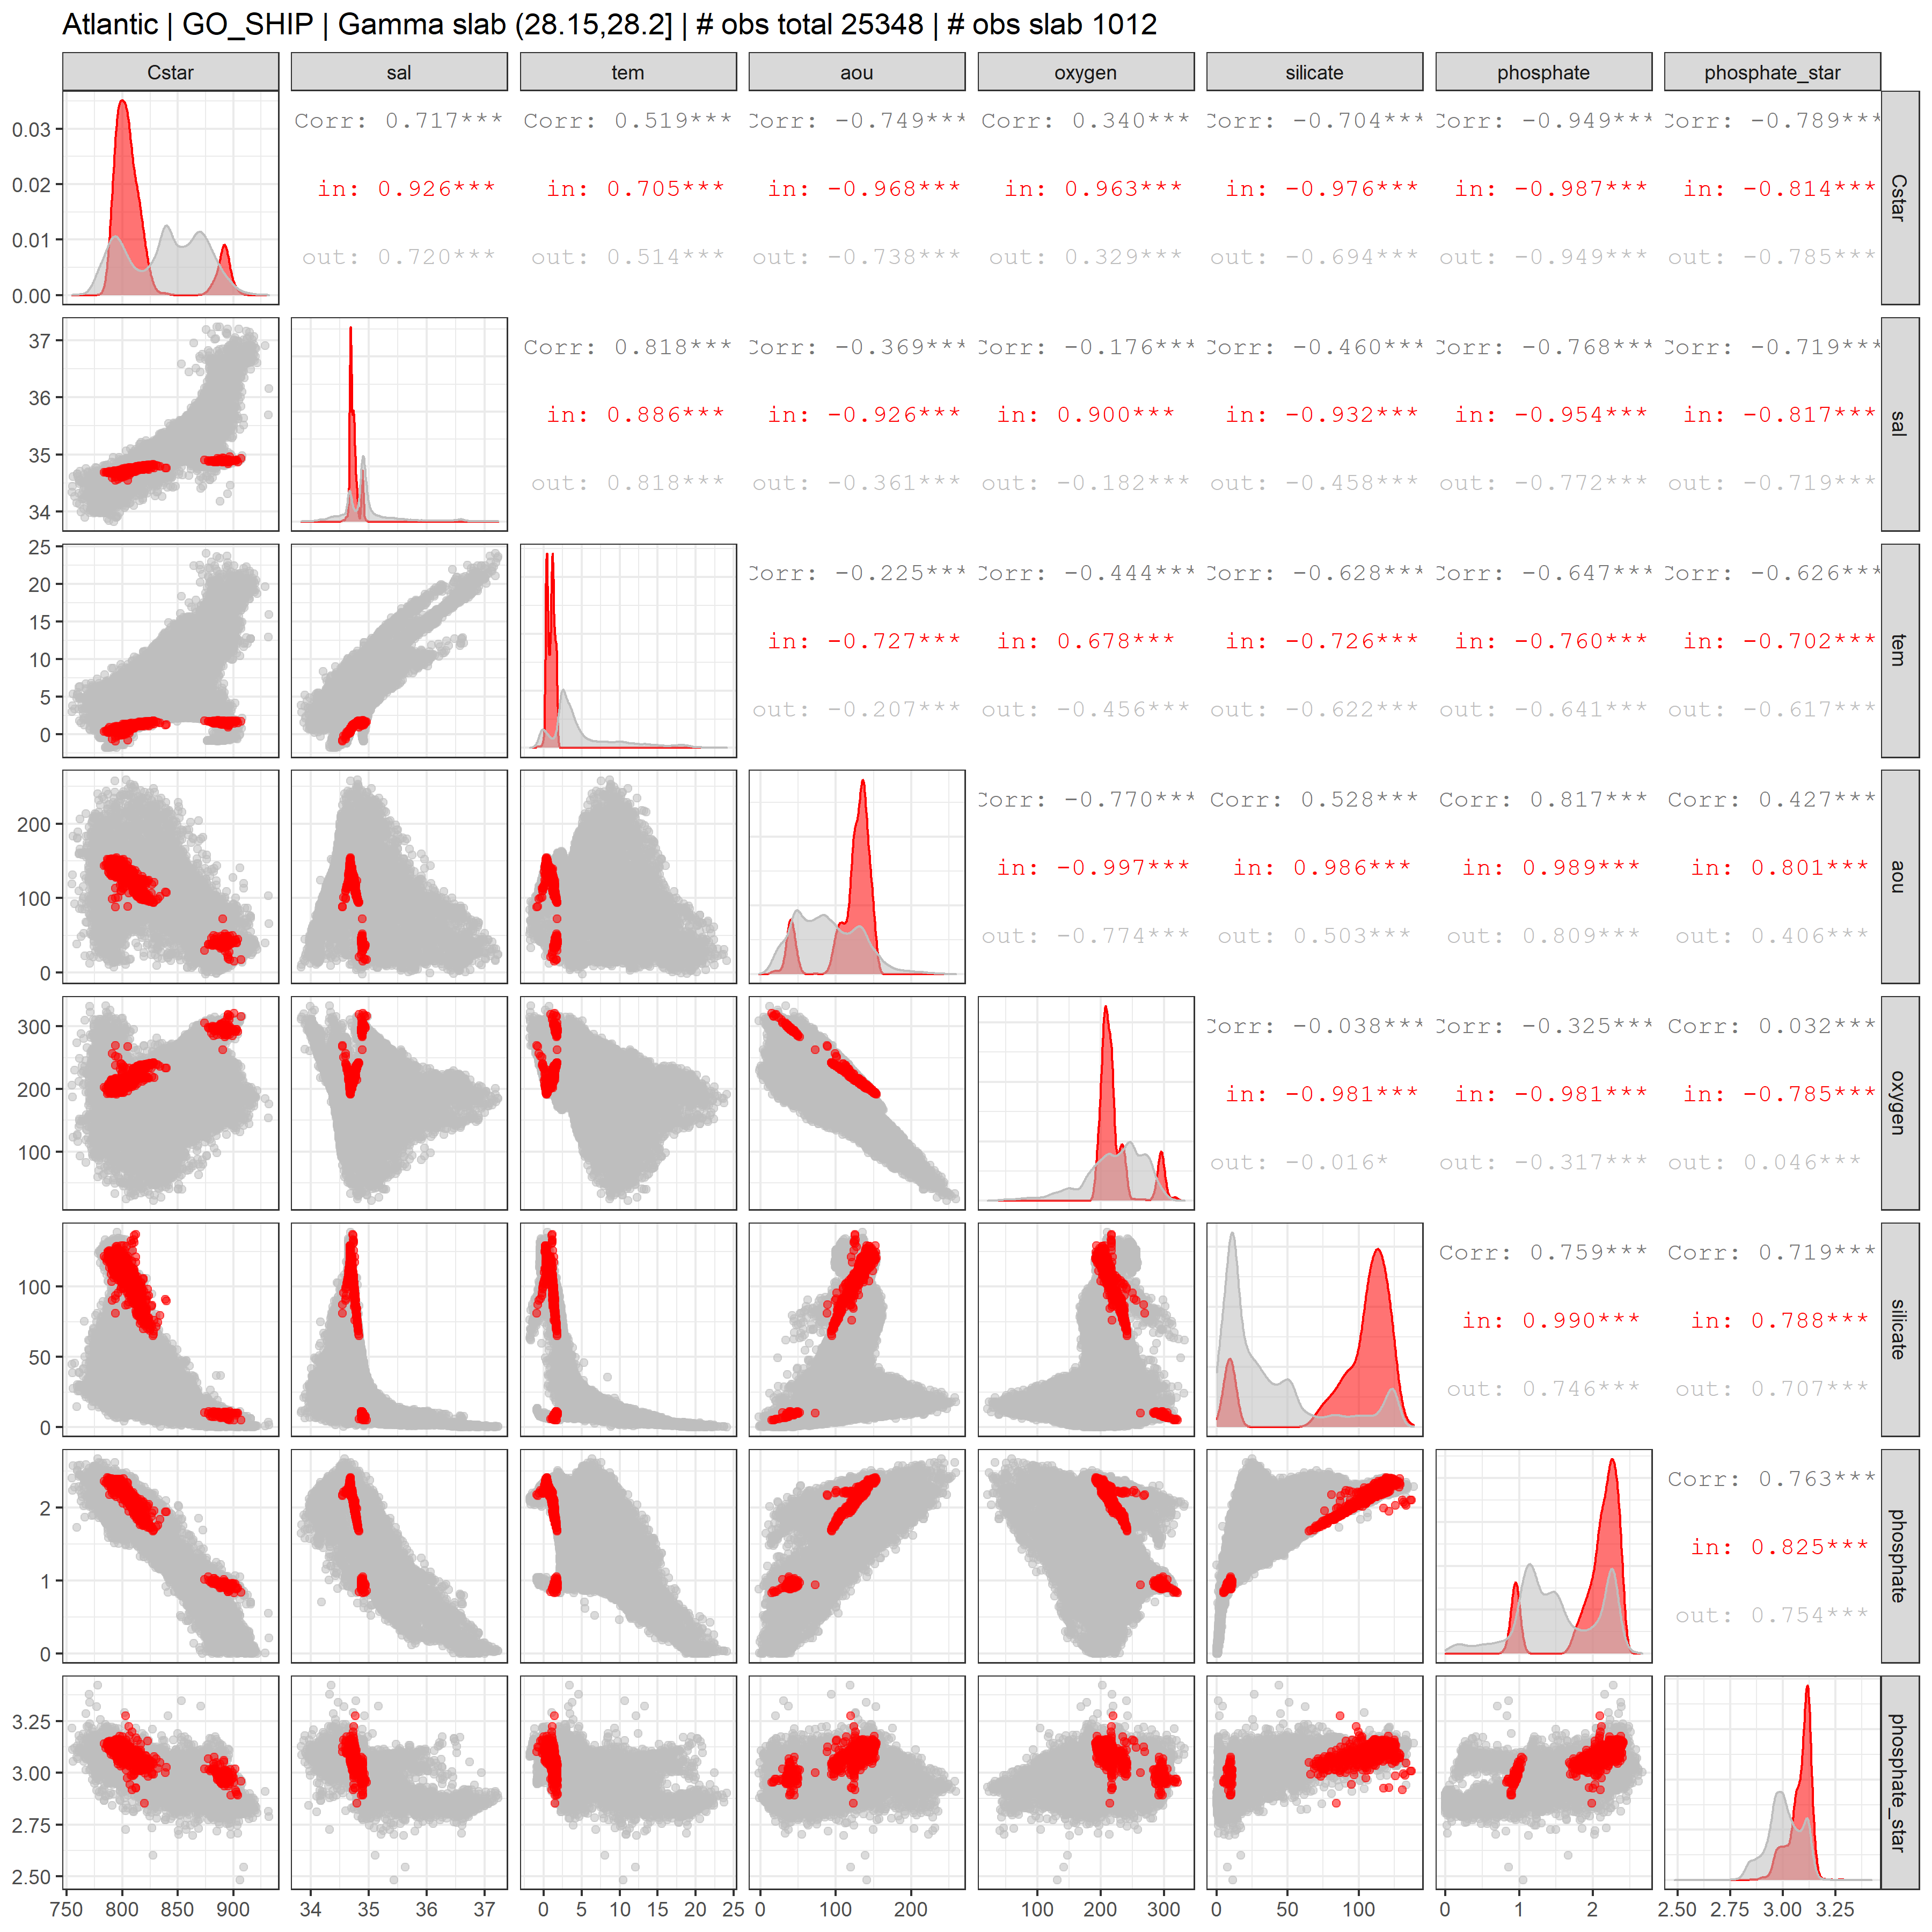 Atlantic | GO_SHIP | Gamma slab (28.15,28.2] | # obs total 25348 | # obs slab 1012
Cstar sal tem aou oxygen silicate phosphate phosphate_star
0.03
0.02
0.01
0.00
Corr: 0.717*** Corr: 0.519*** Corr: -0.749*** Corr: 0.340*** Corr: -0.704*** Corr: -0.949*** Corr: -0.789***
in: 0.926*** in: 0.705*** in: -0.968*** in: 0.963*** in: -0.976*** in: -0.987*** in: -0.814***
out: 0.720*** out: 0.514*** out: -0.738*** out: 0.329*** out: -0.694*** out: -0.949*** out: -0.785***
Cstar
37
36
35
34
Corr: 0.818*** Corr: -0.369*** Corr: -0.176*** Corr: -0.460*** Corr: -0.768*** Corr: -0.719***
in: 0.886*** in: -0.926*** in: 0.900*** in: -0.932*** in: -0.954*** in: -0.817***
out: 0.818*** out: -0.361*** out: -0.182*** out: -0.458*** out: -0.772*** out: -0.719***
sal
25
20
15
10
5
0
Corr: -0.225*** Corr: -0.444*** Corr: -0.628*** Corr: -0.647*** Corr: -0.626***
in: -0.727*** in: 0.678*** in: -0.726*** in: -0.760*** in: -0.702***
out: -0.207*** out: -0.456*** out: -0.622*** out: -0.641*** out: -0.617***
tem
200
100
0
Corr: -0.770*** Corr: 0.528*** Corr: 0.817*** Corr: 0.427***
in: -0.997*** in: 0.986*** in: 0.989*** in: 0.801***
out: -0.774*** out: 0.503*** out: 0.809*** out: 0.406***
aou
300
200
100
Corr: -0.038*** Corr: -0.325*** Corr: 0.032***
in: -0.981*** in: -0.981*** in: -0.785***
out: -0.016* out: -0.317*** out: 0.046***
oxygen
100
50
0
Corr: 0.759*** Corr: 0.719***
in: 0.990*** in: 0.788***
out: 0.746*** out: 0.707***
silicate
2
1
0
Corr: 0.763***
in: 0.825***
out: 0.754***
phosphate
3.25
3.00
2.75
2.50
phosphate_star
750 800 850 900 34 35 36 37 0 5 10 15 20 25 0 100 200 100 200 300 0 50 100 0 1 2 2.50 2.75 3.00 3.25